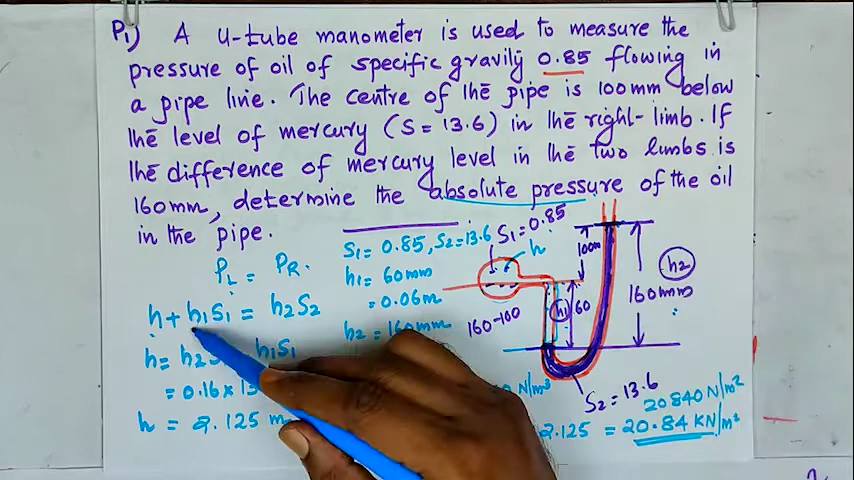 P1) A U-tube manometer is used to measure the
pressure of oil of specific gravity 0.85 flowing in
a pipe line. The centre of the pipe is 100mm below
the level of mercury (S=13.6) in the right-limb. If
the difference of mercury level in the two limbs is
160mm, determine the absolute pressure of the oil
in the pipe.
PL = PR.
h + h1S1 = h2S2
h = h2S h1S1
= 0.16 x 13
h = 2.125 m
S1 = 0.85, S2 = 13.6
h1 = 60mm
= 0.06m
h2 = 160mm
S1 = 0.85
h
100m
h2
160mm
h1
60
160-100
S2 = 13.6
N/m³
20840 N/m²
2.125 = 20.84 KN/m²